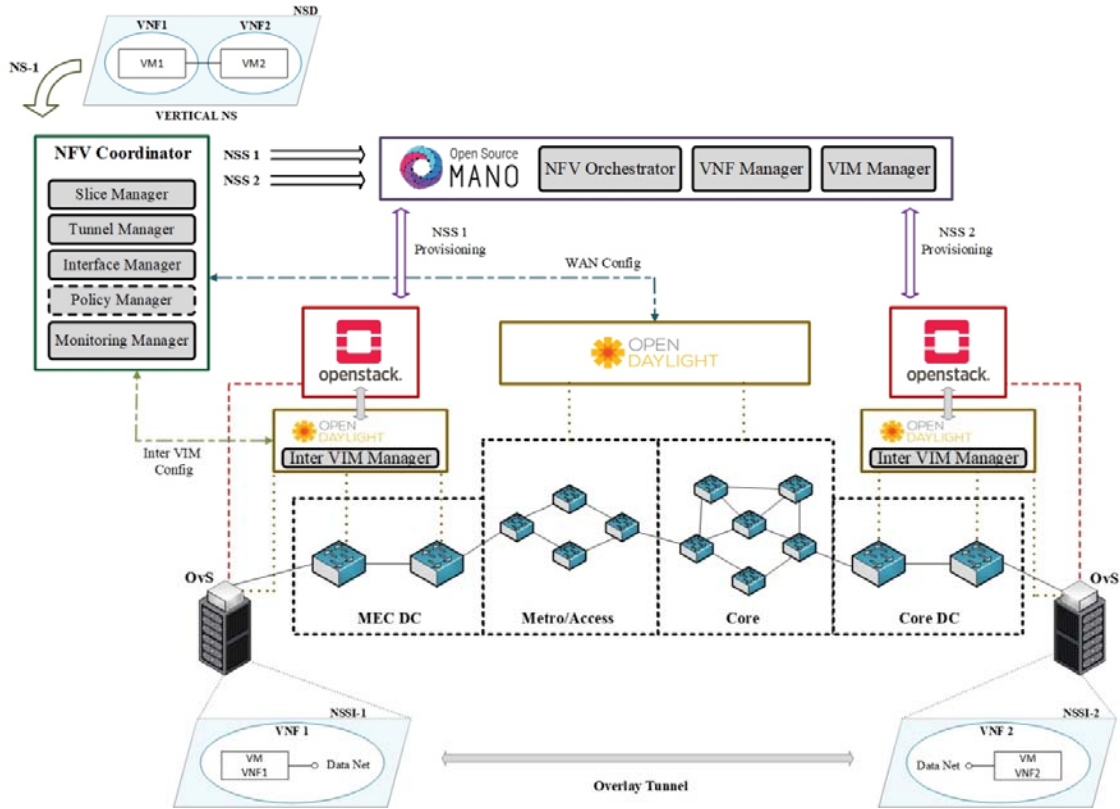 NSD
VNF1
VNF2
VM1
VM2
NS-1
VERTICAL NS
NFV Coordinator
Slice Manager
Tunnel Manager
Interface Manager
Policy Manager
Monitoring Manager
NSS 1
NSS 2
Open Source
MANO
NFV Orchestrator
VNF Manager
VIM Manager
NSS 1
Provisioning
NSS 2
Provisioning
WAN Config
openstack.
OPEN
DAYLIGHT
openstack.
Inter VIM
Config
OPEN
DAYLIGHT
Inter VIM Manager
OPEN
DAYLIGHT
Inter VIM Manager
OvS
OvS
MEC DC
Metro/Access
Core
Core DC
NSSI-1
VNF 1
VM
VNF1
Data Net
Overlay Tunnel
NSSI-2
VNF 2
Data Net
VM
VNF2